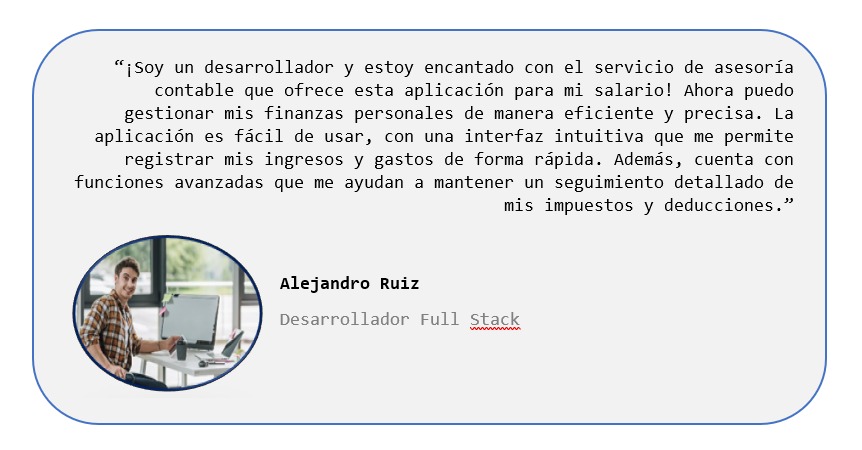 “¡Soy un desarrollador y estoy encantado con el servicio de asesoría
contable que ofrece esta aplicación para mi salario! Ahora puedo
gestionar mis finanzas personales de manera eficiente y precisa. La
aplicación es fácil de usar, con una interfaz intuitiva que me permite
registrar mis ingresos y gastos de forma rápida. Además, cuenta con
funciones avanzadas que me ayudan a mantener un seguimiento detallado de
mis impuestos y deducciones.”
Alejandro Ruiz
Desarrollador Full Stack